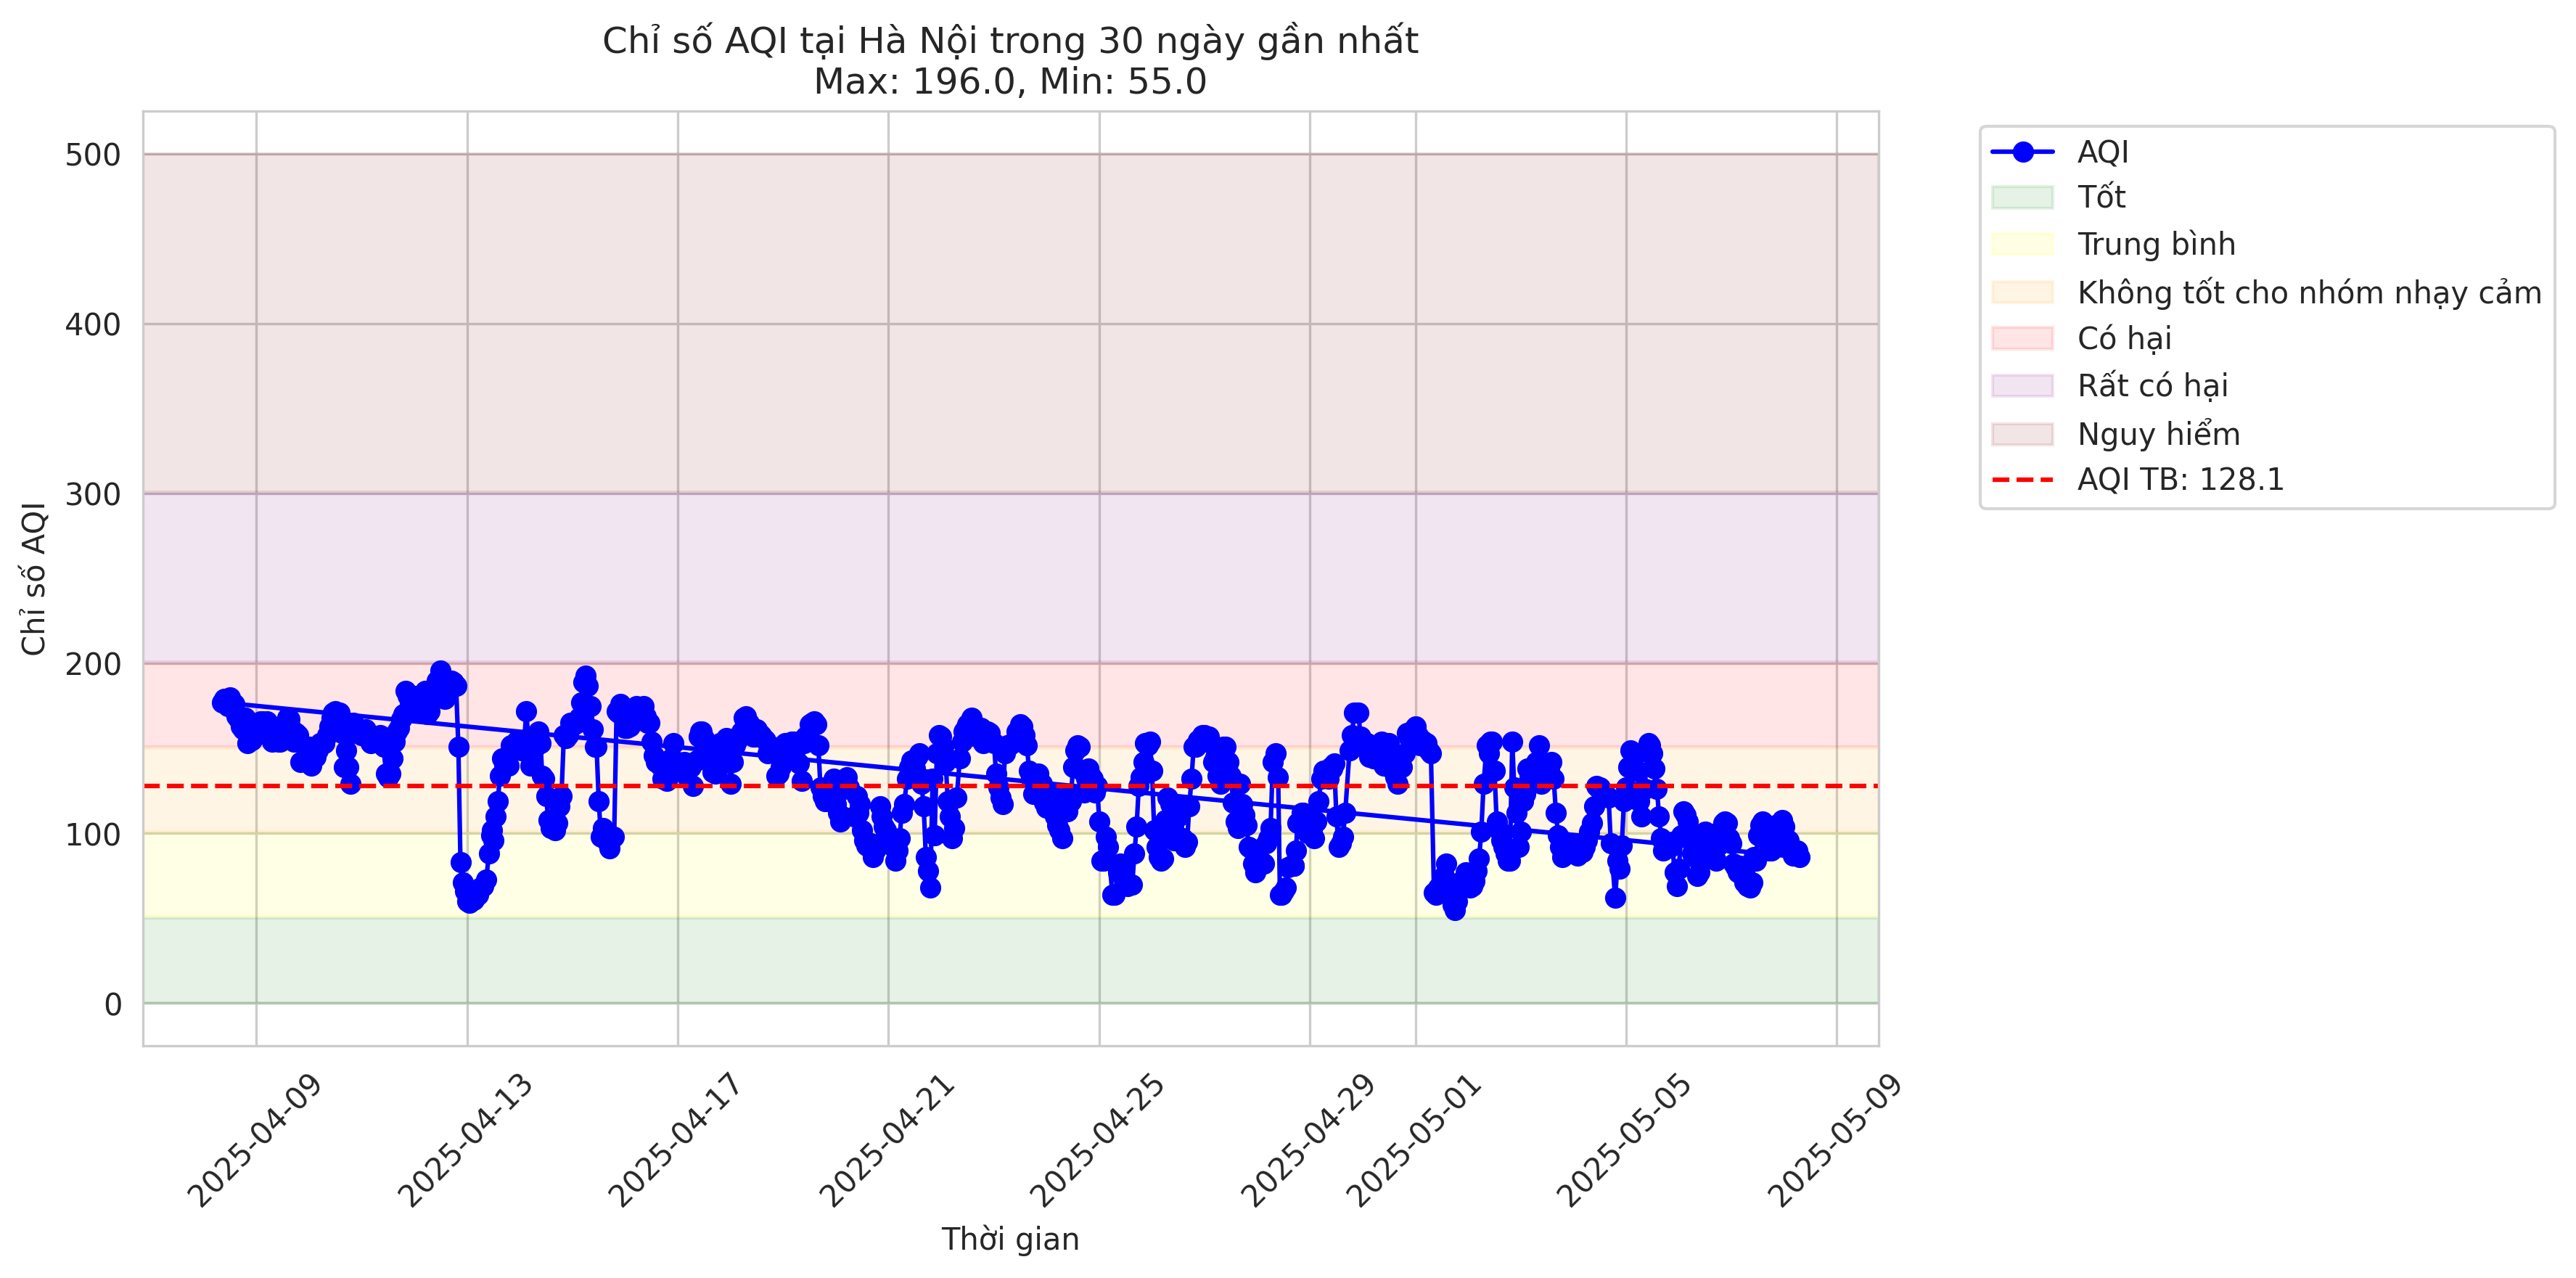 Chỉ số AQI tại Hà Nội trong 30 ngày gần nhất
Max: 196.0, Min: 55.0
Chỉ số AQI
500
400
300
200
100
0
2025-04-09
2025-04-13
2025-04-17
2025-04-21
2025-04-25
2025-04-29
2025-05-01
2025-05-05
2025-05-09
Thời gian
AQI
Tốt
Trung bình
Không tốt cho nhóm nhạy cảm
Có hại
Rất có hại
Nguy hiểm
AQI TB: 128.1